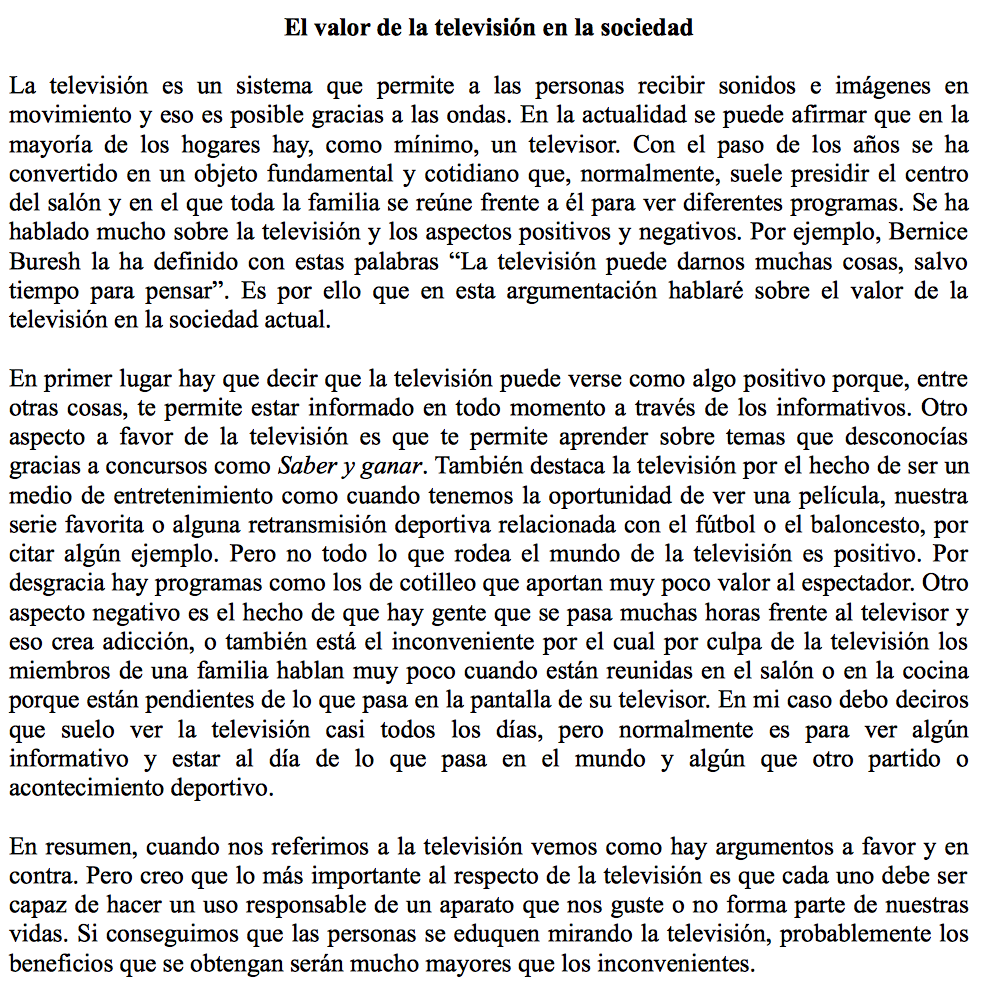 El valor de la televisión en la sociedad
La televisión es un sistema que permite a las personas recibir sonidos e imágenes en
movimiento y eso es posible gracias a las ondas. En la actualidad se puede afirmar que en la
mayoría de los hogares hay, como mínimo, un televisor. Con el paso de los años se ha
convertido en un objeto fundamental y cotidiano que, normalmente, suele presidir el centro
del salón y en el que toda la familia se reúne frente a él para ver diferentes programas. Se ha
hablado mucho sobre la televisión y los aspectos positivos y negativos. Por ejemplo, Bernice
Buresh la ha definido con estas palabras “La televisión puede darnos muchas cosas, salvo
tiempo para pensar”. Es por ello que en esta argumentación hablaré sobre el valor de la
televisión en la sociedad actual.
En primer lugar hay que decir que la televisión puede verse como algo positivo porque, entre
otras cosas, te permite estar informado en todo momento a través de los informativos. Otro
aspecto a favor de la televisión es que te permite aprender sobre temas que desconocías
gracias a concursos como Saber y ganar. También destaca la televisión por el hecho de ser un
medio de entretenimiento como cuando tenemos la oportunidad de ver una película, nuestra
serie favorita o alguna retransmisión deportiva relacionada con el fútbol o el baloncesto, por
citar algún ejemplo. Pero no todo lo que rodea el mundo de la televisión es positivo. Por
desgracia hay programas como los de cotilleo que aportan muy poco valor al espectador. Otro
aspecto negativo es el hecho de que hay gente que se pasa muchas horas frente al televisor y
eso crea adicción, o también está el inconveniente por el cual por culpa de la televisión los
miembros de una familia hablan muy poco cuando están reunidas en el salón o en la cocina
porque están pendientes de lo que pasa en la pantalla de su televisor. En mi caso debo deciros
que suelo ver la televisión casi todos los días, pero normalmente es para ver algún
informativo y estar al día de lo que pasa en el mundo y algún que otro partido o
acontecimiento deportivo.
En resumen, cuando nos referimos a la televisión vemos como hay argumentos a favor y en
contra. Pero creo que lo más importante al respecto de la televisión es que cada uno debe ser
capaz de hacer un uso responsable de un aparato que nos guste o no forma parte de nuestras
vidas. Si conseguimos que las personas se eduquen mirando la televisión, probablemente los
beneficios que se obtengan serán mucho mayores que los inconvenientes.